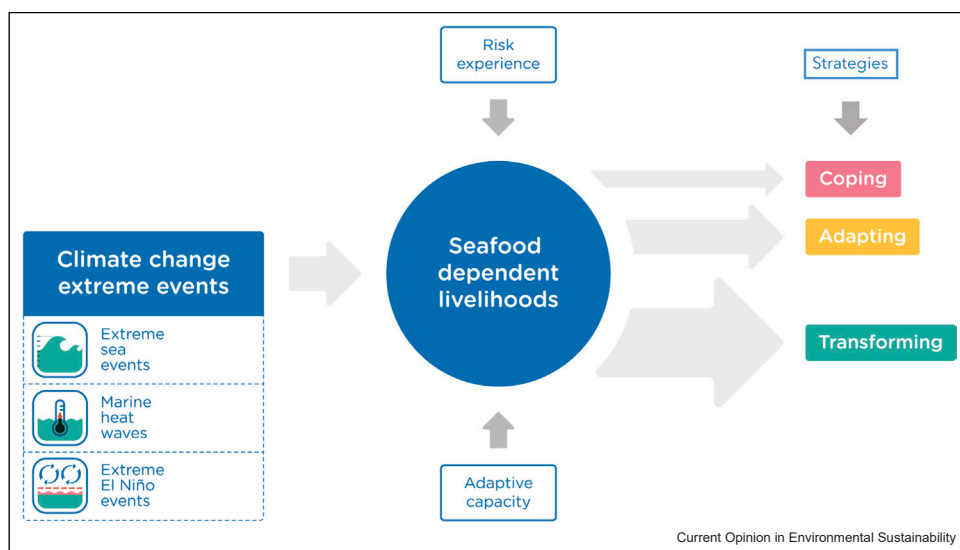 Risk
experience
Strategies
Coping
Adapting
Transforming
Seafood
dependent
livelihoods
Climate change
extreme events
Extreme
sea
events
Marine
heat
waves
Extreme
El Niño
events
Adaptive
capacity
Current Opinion in Environmental Sustainability